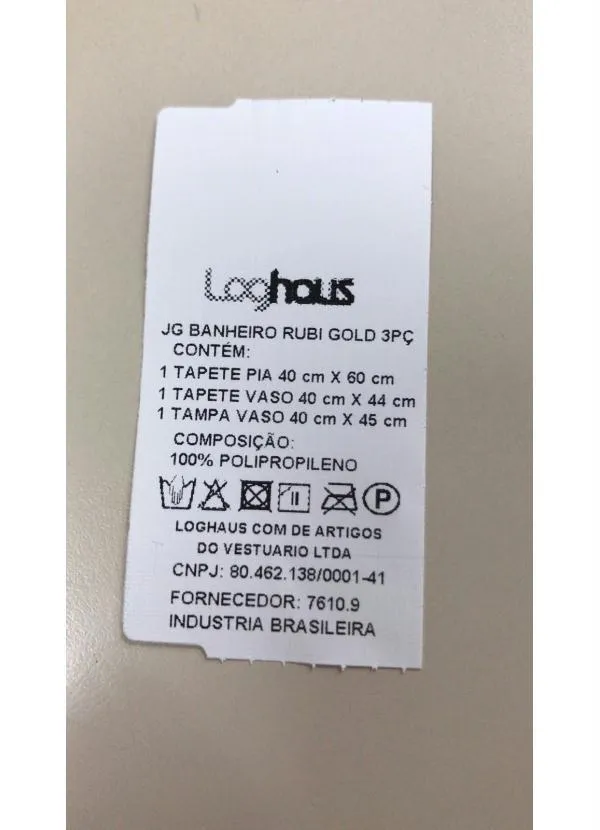 Loghaus
JG BANHEIRO RUBI GOLD 3PÇ
CONTÉM:
1 TAPETE PIA 40 cm X 60 cm
1 TAPETE VASO 40 cm X 44 cm
1 TAMPA VASO 40 cm X 45 cm
COMPOSIÇÃO:
100% POLIPROPILENO
P
LOGHAUS COM DE ARTIGOS
DO VESTUARIO LTDA
CNPJ: 80.462.138/0001-41
FORNECEDOR: 7610.9
INDUSTRIA BRASILEIRA